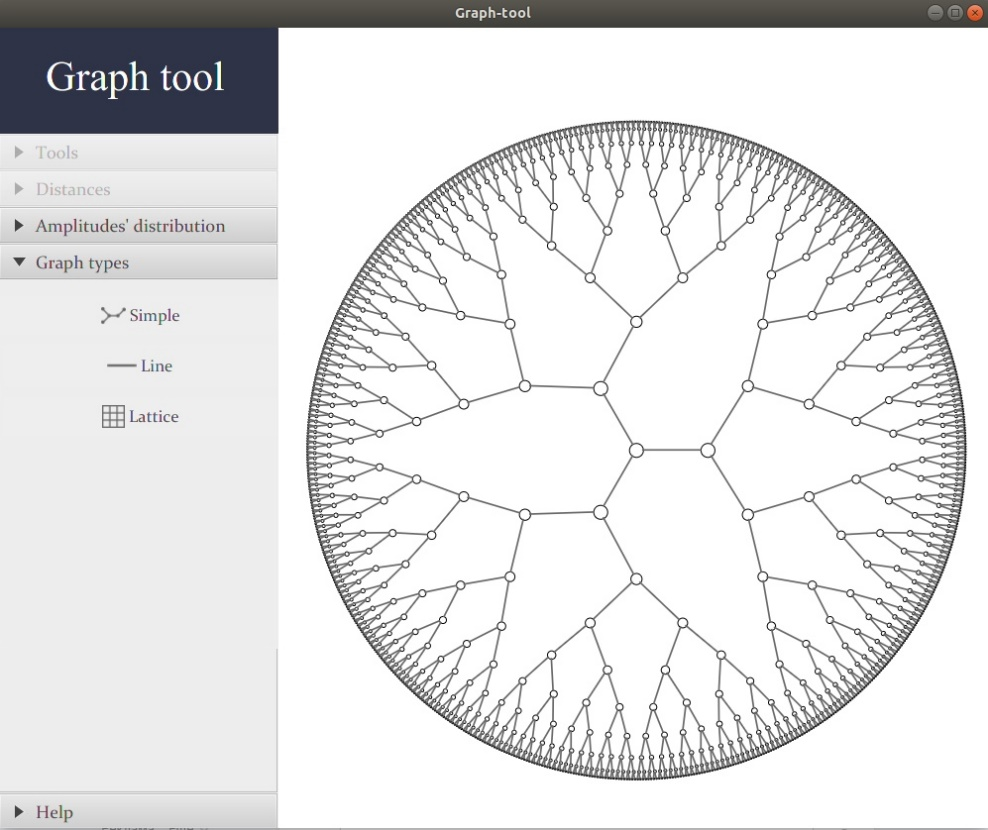 Graph-tool
Graph tool
Tools
Distances
Amplitudes' distribution
Graph types
Simple
Line
Lattice
Help